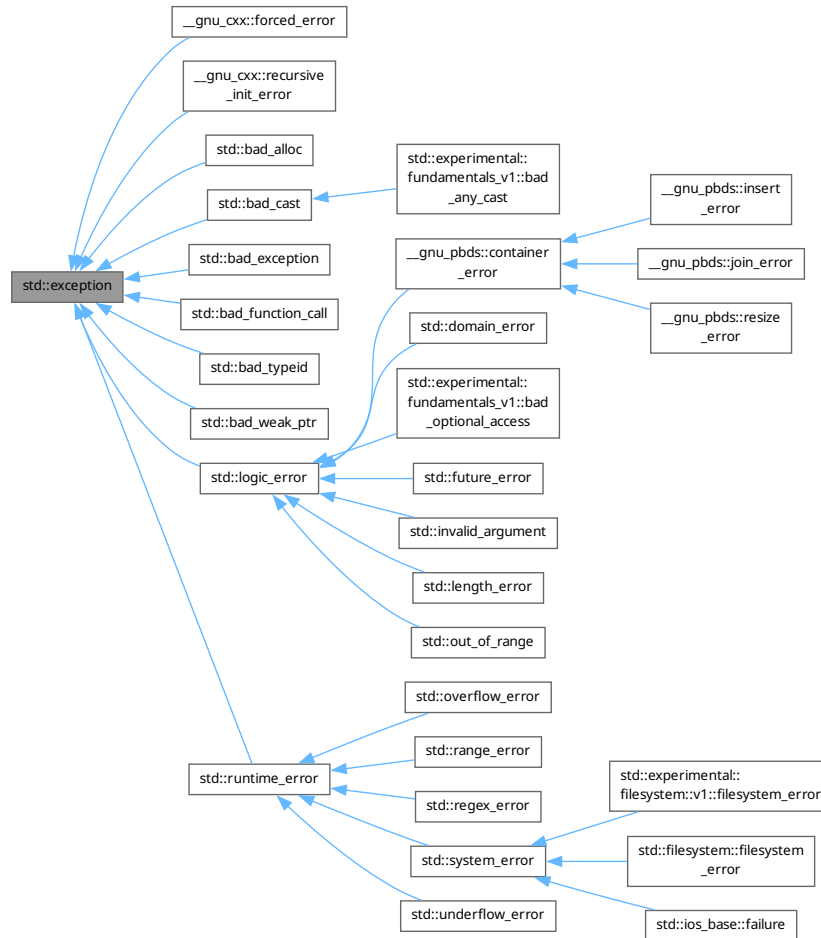 __gnu_cxx::forced_error
__gnu_cxx::recursive
_init_error
std::bad_alloc
std::experimental::
fundamentals_v1::bad
_any_cast
std::bad_cast
__gnu_pbds::insert
_error
std::bad_exception
__gnu_pbds::container
_error
__gnu_pbds::join_error
std::exception
std::bad_function_call
std::domain_error
__gnu_pbds::resize
_error
std::bad_typeid
std::experimental::
fundamentals_v1::bad
_optional_access
std::bad_weak_ptr
std::logic_error
std::future_error
std::invalid_argument
std::length_error
std::out_of_range
std::overflow_error
std::range_error
std::runtime_error
std::experimental::
filesystem::v1::filesystem_error
std::regex_error
std::system_error
std::filesystem::filesystem
_error
std::underflow_error
std::ios_base::failure